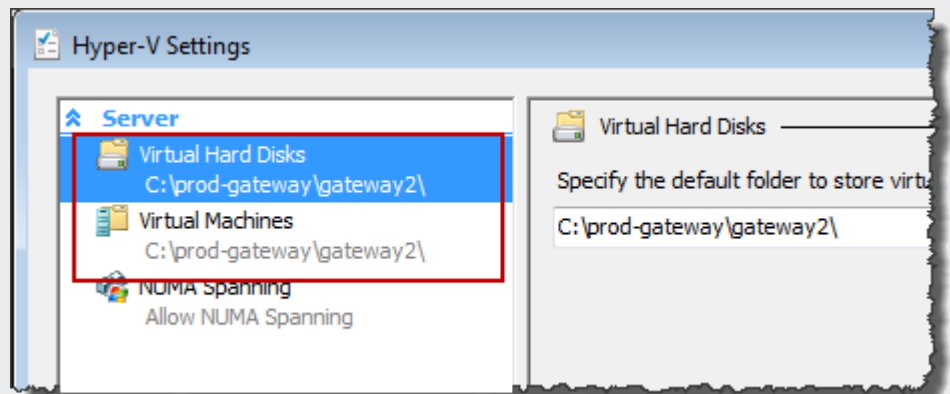 Hyper-V Settings
Server
Virtual Hard Disks
C:\prod-gateway\gateway2\
Virtual Machines
C:\prod-gateway\gateway2\
NUMA Spanning
Allow NUMA Spanning
Virtual Hard Disks
Specify the default folder to store
C:\prod-gateway\gateway2\